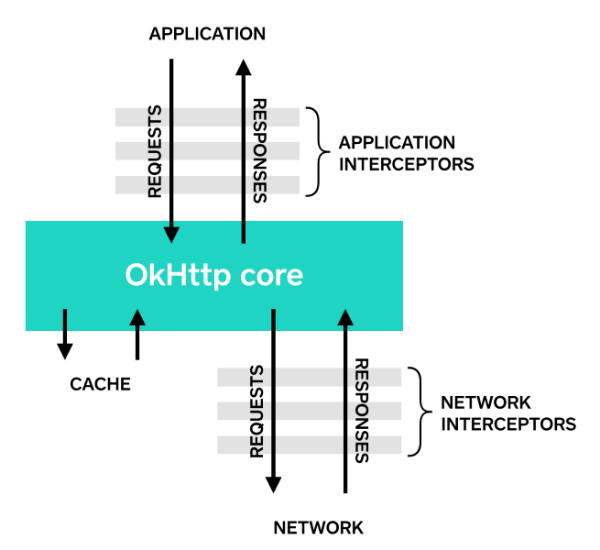 APPLICATION
REQUESTS
RESPONSES
APPLICATION
INTERCEPTORS
OkHttp core
CACHE
REQUESTS
RESPONSES
NETWORK
INTERCEPTORS
NETWORK